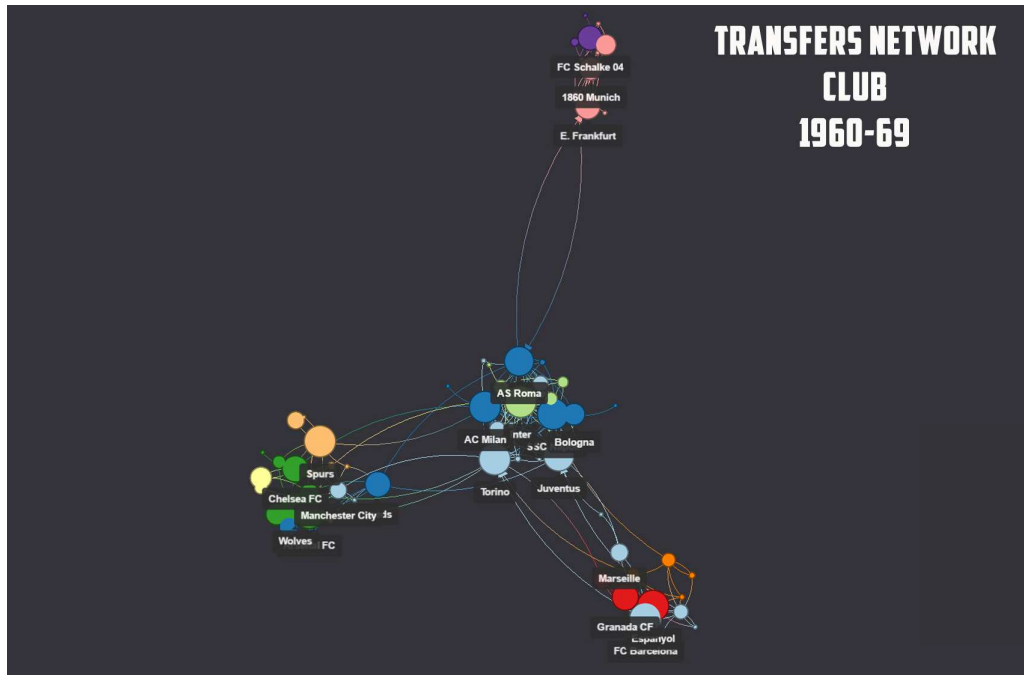 TRANSFERS NETWORK
CLUB
1960-69
FC Schalke 04
1860 Munich
E. Frankfurt
AS Roma
AC Milan
Bologna
Torino
Juventus
Spurs
Chelsea FC
Manchester City
Wolves
FC
Marseille
Granada CF
Espanyol
FC Barcelona